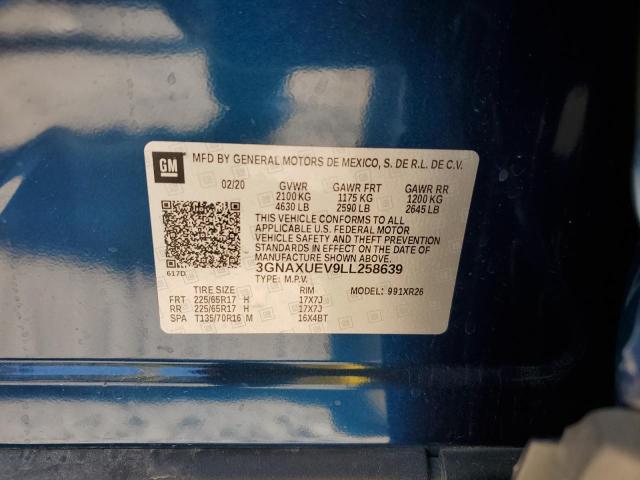 GM
MFD BY GENERAL MOTORS DE MEXICO, S. DE R.L. DE C.V.
02/20 GVWR GAWR FRT GAWR RR
2100 KG 1175 KG 1200 KG
4630 LB 2590 LB 2645 LB
THIS VEHICLE CONFORMS TO ALL
APPLICABLE U.S. FEDERAL MOTOR
VEHICLE SAFETY AND THEFT PREVENTION
STANDARDS IN EFFECT ON THE DATE OF
MANUFACTURE SHOWN ABOVE.
617D 3GNAXUEV9LL258639
TYPE: M.P.V.
TIRE SIZE RIM MODEL: 991XR26
FRT 225/65R17 H 17X7J
RR 225/65R17 H 17X7J
SPA T135/70R16 M 16X4BT